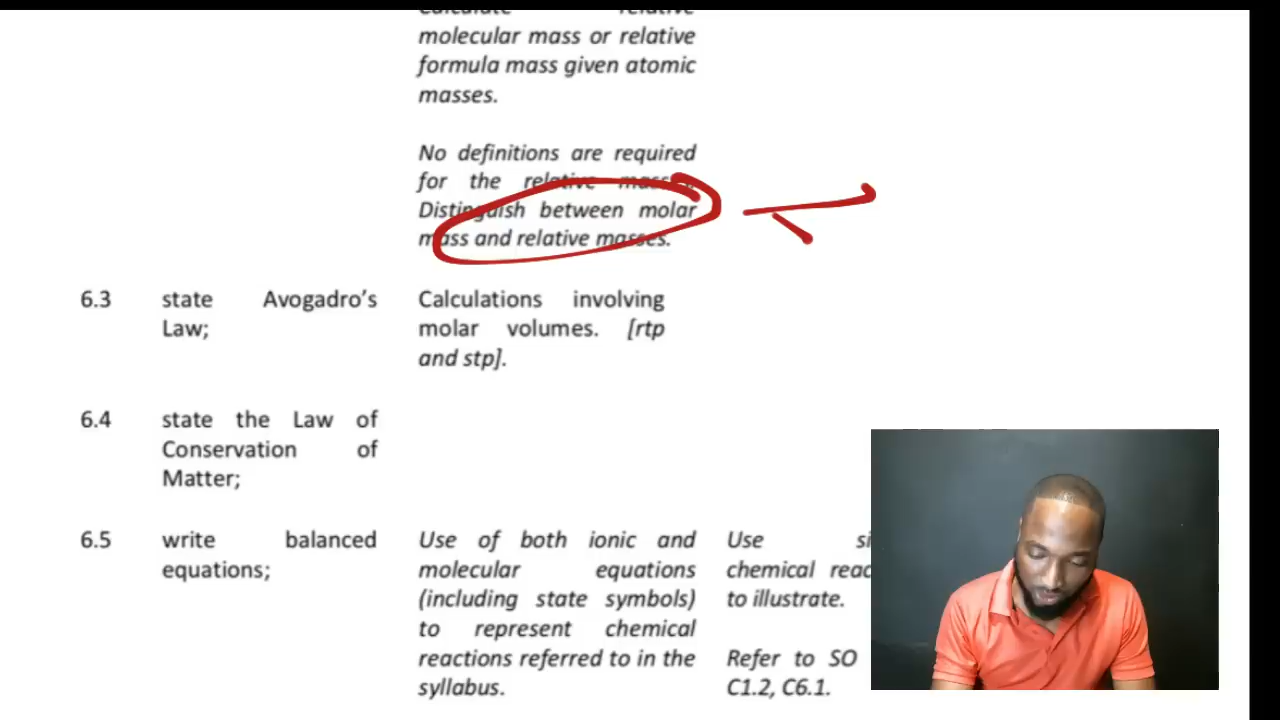 Calculate relative
molecular mass or relative
formula mass given atomic
masses.
No definitions are required
for the relative masses.
Distinguish between molar
mass and relative masses.
6.3 state Avogadro's Calculations involving
Law; molar volumes. [rtp
and stp].
6.4 state the Law of
Conservation of
Matter;
6.5 write balanced Use of both ionic and Use
equations; molecular equations chemical
(including state symbols) to illustrate.
to represent chemical
reactions referred to in the Refer to SO
syllabus. C1.2, C6.1.